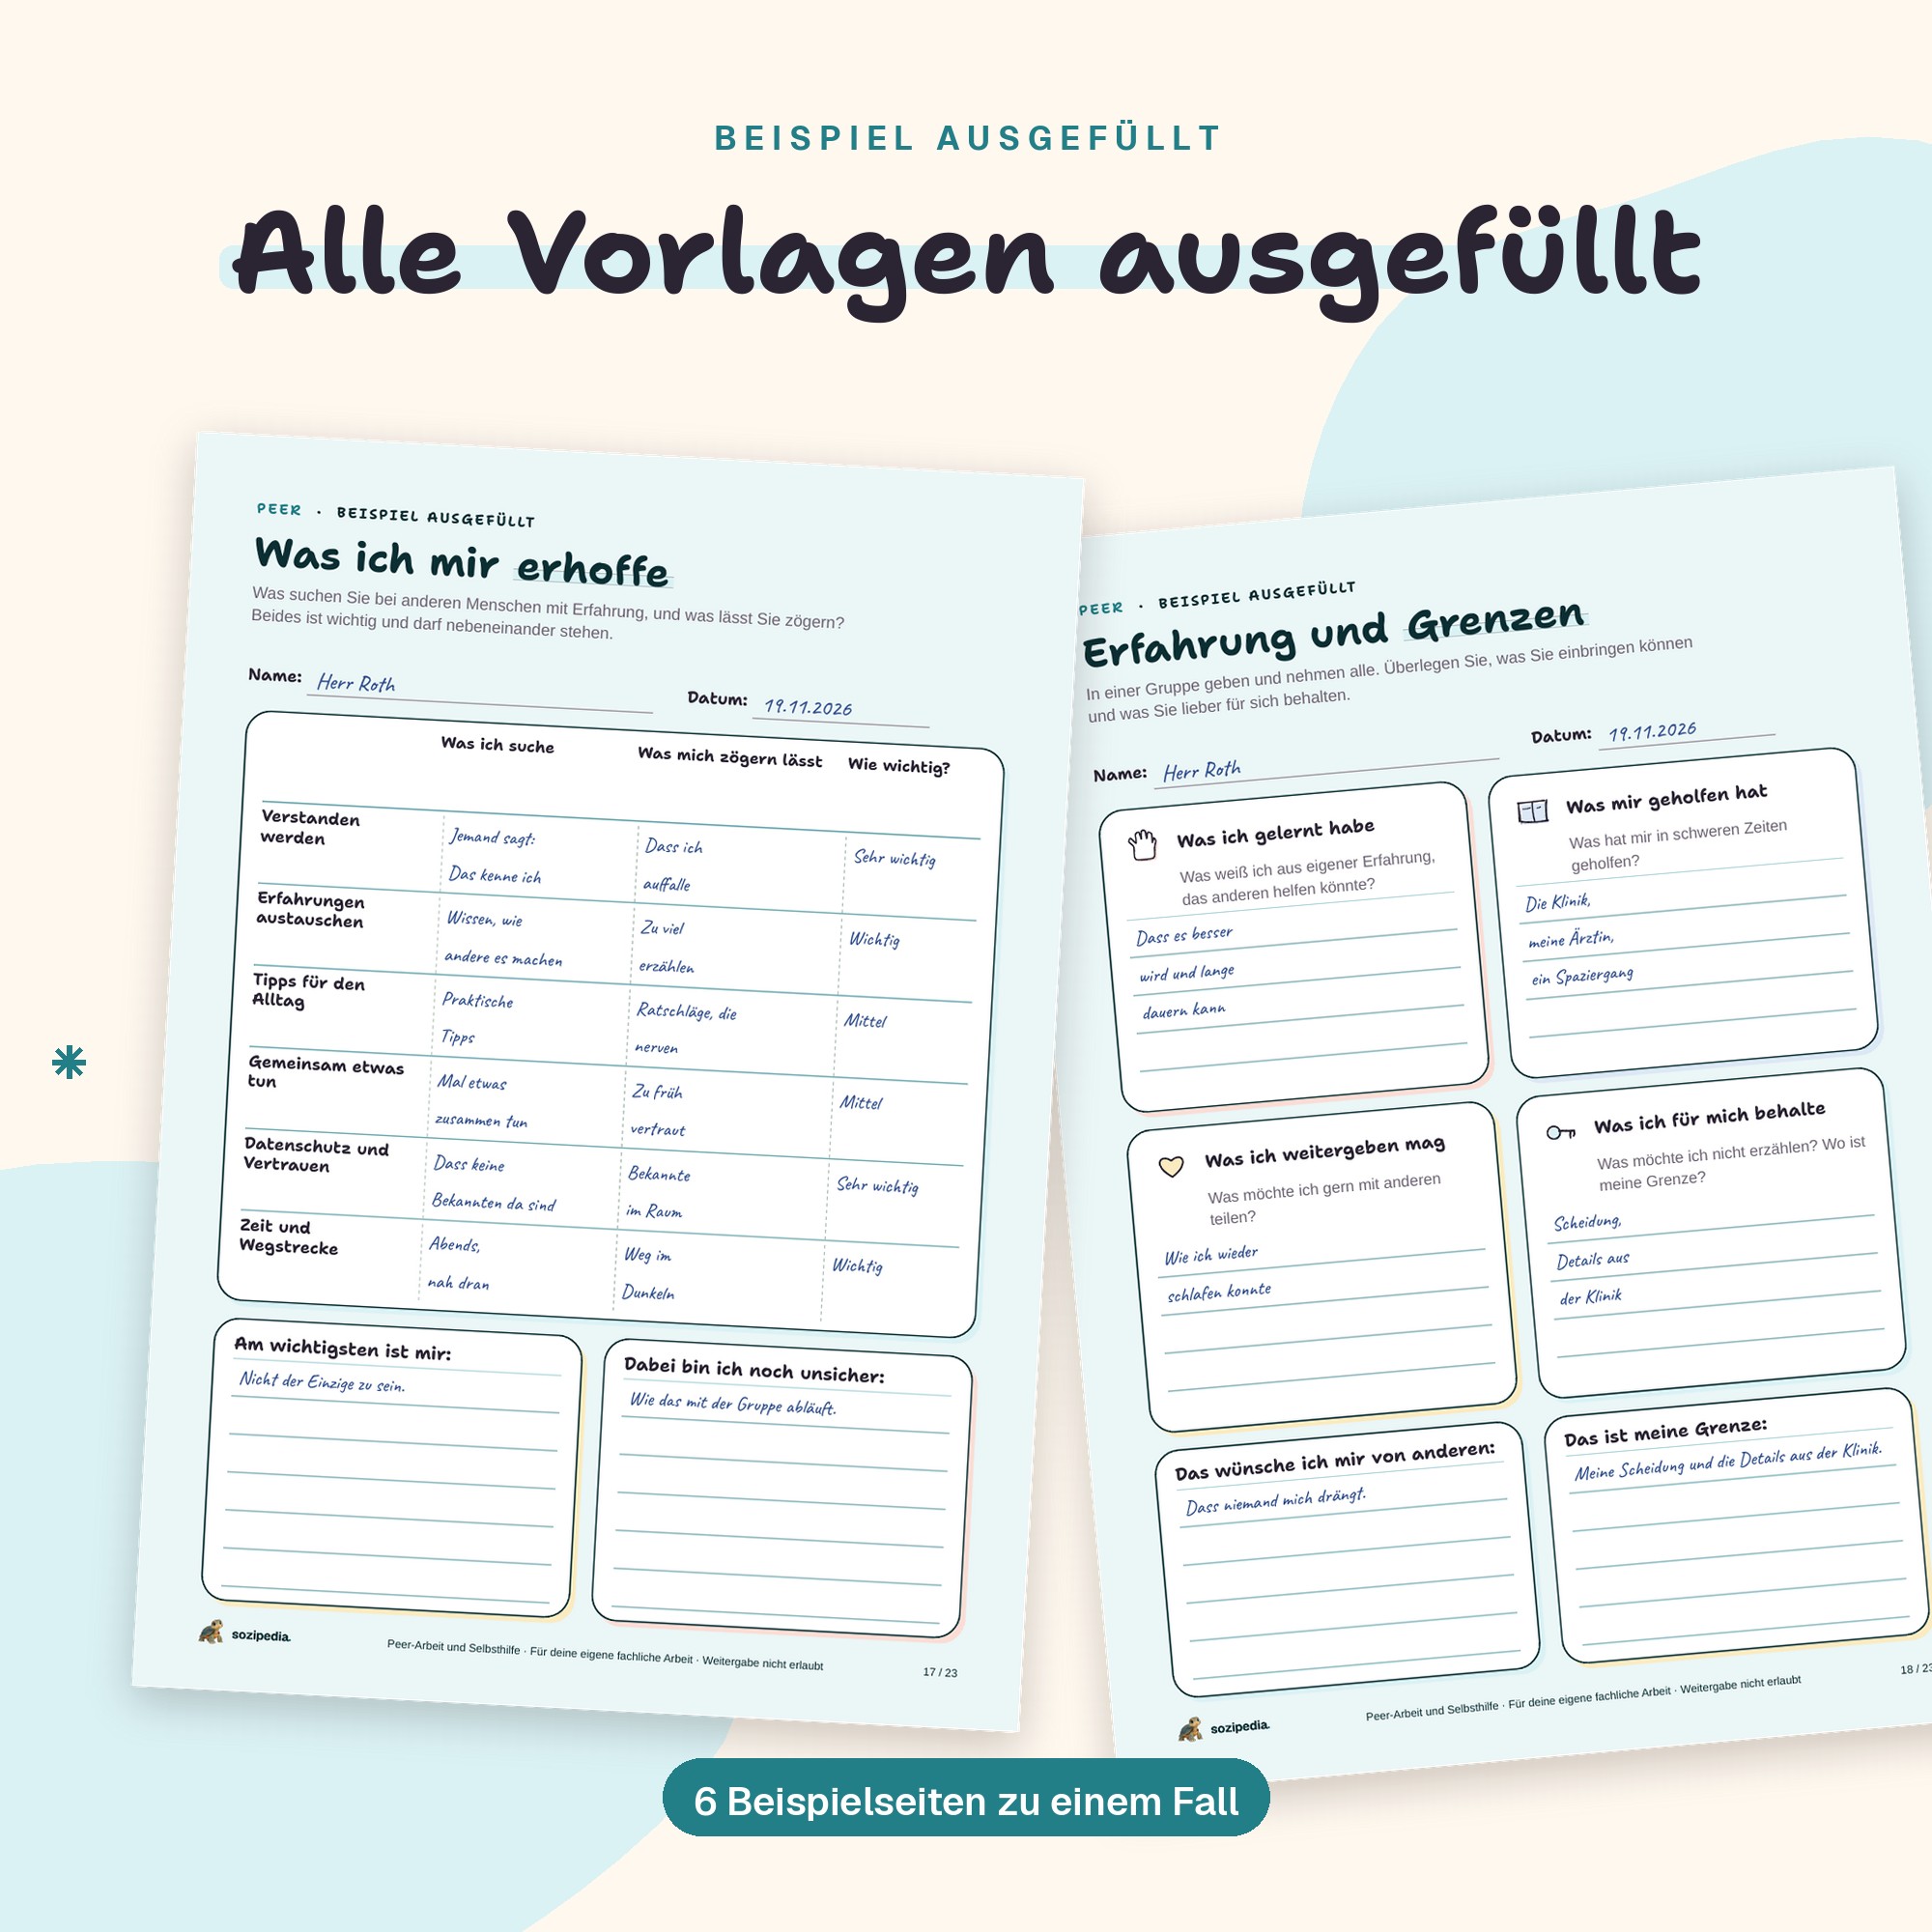 BEISPIEL AUSGEFÜLLT
Alle Vorlagen ausgefüllt
PEER · BEISPIEL AUSGEFÜLLT
Was ich mir erhoffe
Was suchen Sie bei anderen Menschen mit Erfahrung, und was lässt Sie zögern?
Beides ist wichtig und darf nebeneinander stehen.
Name: Herr Roth Datum: 19.11.2026
Was ich suche Was mich zögern lässt Wie wichtig?
Verstanden
werden
Jemand sagt:
Das kenne ich
Dass ich
auffalle
Sehr wichtig
Erfahrungen
austauschen
Wissen, wie
andere es machen
Zu viel
erzählen
Wichtig
Tipps für den
Alltag
Praktische
Tipps
Ratschläge, die
nerven
Mittel
Gemeinsam etwas
tun
Mal etwas
zusammen tun
Zu früh
vertraut
Mittel
Datenschutz und
Vertrauen
Dass keine
Bekannten da sind
Bekannte
im Raum
Sehr wichtig
Zeit und
Wegstrecke
Abends,
nah dran
Weg im
Dunkeln
Wichtig
Am wichtigsten ist mir:
Nicht der Einzige zu sein.
Dabei bin ich noch unsicher:
Wie das mit der Gruppe abläuft.
sozipedia.
Peer-Arbeit und Selbsthilfe · Für deine eigene fachliche Arbeit · Weitergabe nicht erlaubt
17 / 23
PEER · BEISPIEL AUSGEFÜLLT
Erfahrung und Grenzen
In einer Gruppe geben und nehmen alle. Überlegen Sie, was Sie einbringen können
und was Sie lieber für sich behalten.
Name: Herr Roth Datum: 19.11.2026
Was ich gelernt habe
Was weiß ich aus eigener Erfahrung,
das anderen helfen könnte?
Dass es besser
wird und lange
dauern kann
Was mir geholfen hat
Was hat mir in schweren Zeiten
geholfen?
Die Klinik,
meine Ärztin,
ein Spaziergang
Was ich weitergeben mag
Was möchte ich gern mit anderen
teilen?
Wie ich wieder
schlafen konnte
Was ich für mich behalte
Was möchte ich nicht erzählen? Wo ist
meine Grenze?
Scheidung,
Details aus
der Klinik
Das wünsche ich mir von anderen:
Dass niemand mich drängt.
Das ist meine Grenze:
Meine Scheidung und die Details aus der Klinik.
sozipedia.
Peer-Arbeit und Selbsthilfe · Für deine eigene fachliche Arbeit · Weitergabe nicht erlaubt
18 / 23
6 Beispielseiten zu einem Fall